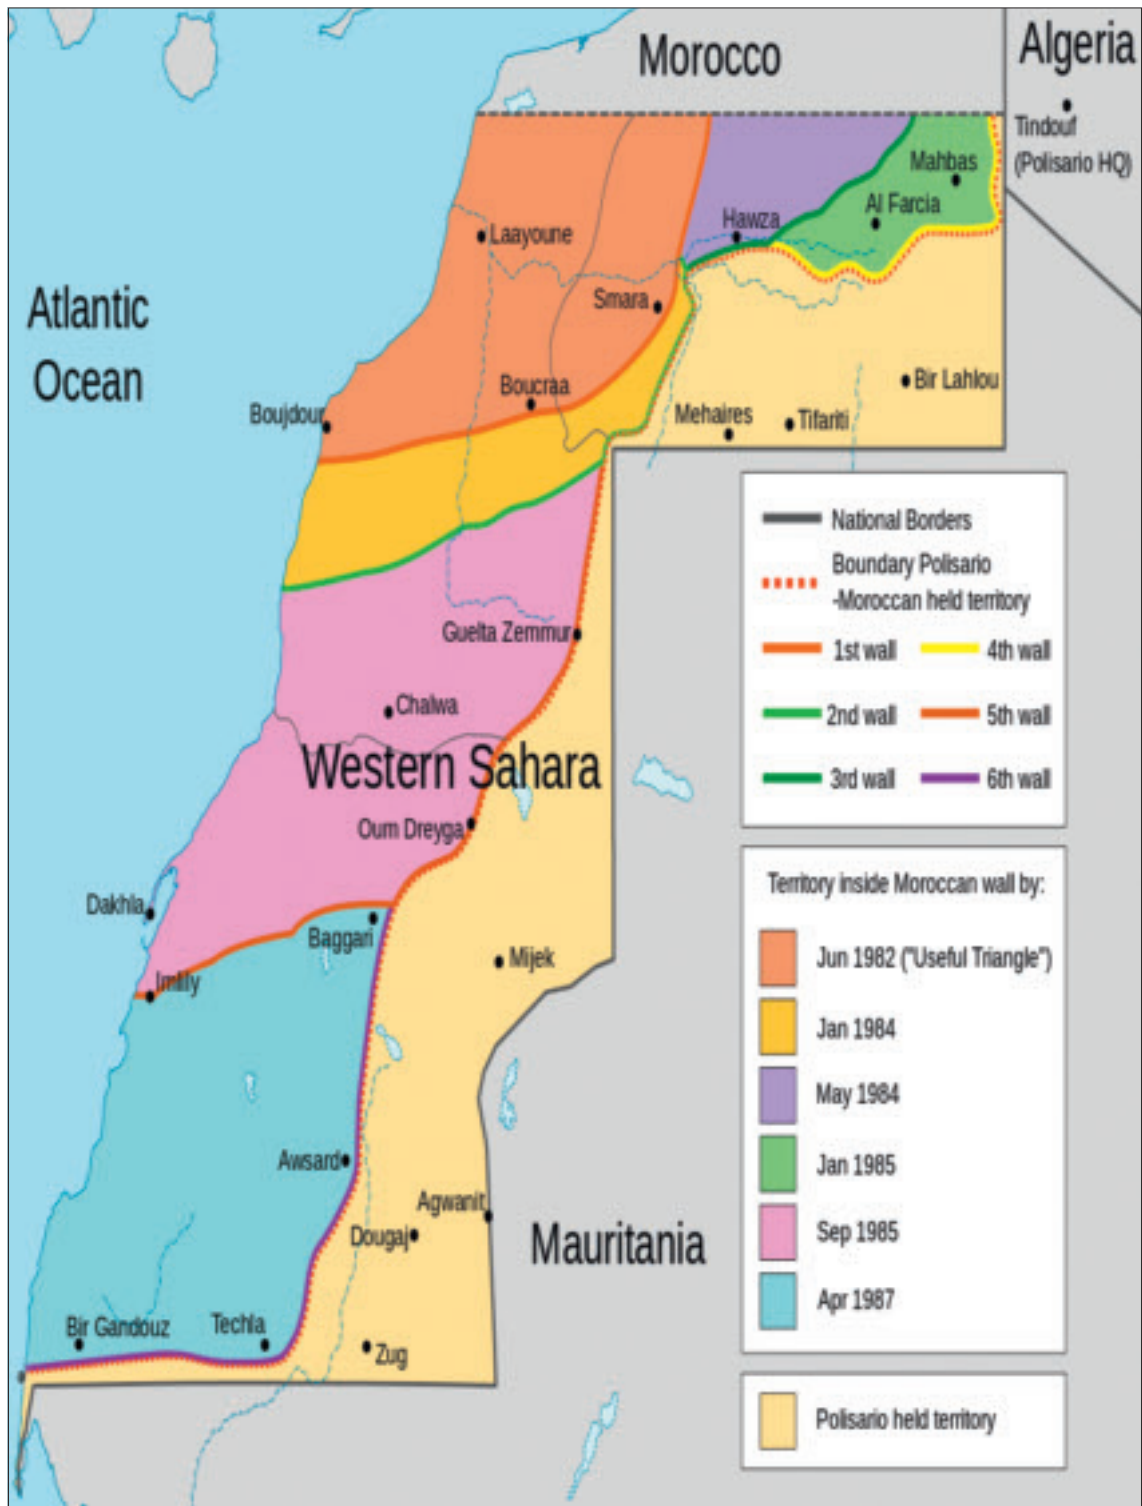 Morocco
Algeria
Tindouf
(Polisario HQ)
Mahbas
Al Farcia
Hawza
Laayoune
Smara
Atlantic
Ocean
Boucraa
Boujdour
Bir Lahlou
Mehaires
Tifariti
National Borders
Boundary Polisario
-Moroccan held territory
1st wall
4th wall
2nd wall
5th wall
3rd wall
6th wall
Guelta Zemmur
Chalwa
Western Sahara
Oum Dreyga
Dakhla
Baggari
Imlily
Mijek
Territory inside Moroccan wall by:
Jun 1982 ("Useful Triangle")
Jan 1984
May 1984
Jan 1985
Sep 1985
Apr 1987
Awsard
Agwanit
Dougaj
Mauritania
Bir Gandouz
Techla
Zug
Polisario held territory